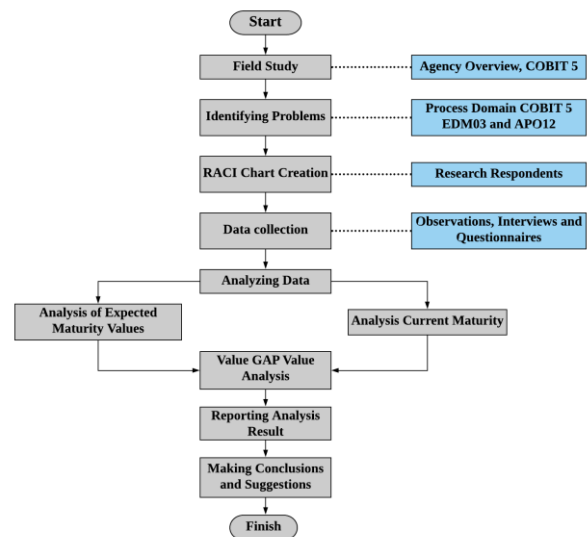 Start
Field Study
Agency Overview, COBIT 5
Identifying Problems
Process Domain COBIT 5
EDM03 and APO12
RACI Chart Creation
Research Respondents
Data collection
Observations, Interviews and
Questionnaires
Analyzing Data
Analysis of Expected
Maturity Values
Analysis Current Maturity
Value GAP Value
Analysis
Reporting Analysis
Result
Making Conclusions
and Suggestions
Finish